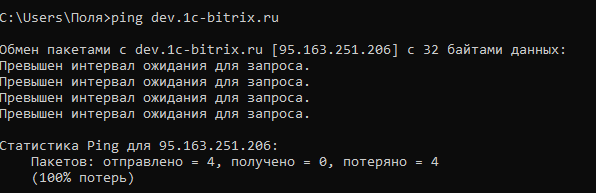 C:\Users\Поля>ping dev.1c-bitrix.ru
Обмен пакетами с dev.1c-bitrix.ru [95.163.251.206] с 32 байтами данных:
Превышен интервал ожидания для запроса.
Превышен интервал ожидания для запроса.
Превышен интервал ожидания для запроса.
Превышен интервал ожидания для запроса.
Статистика Ping для 95.163.251.206:
Пакетов: отправлено = 4, получено = 0, потеряно = 4
(100% потерь)